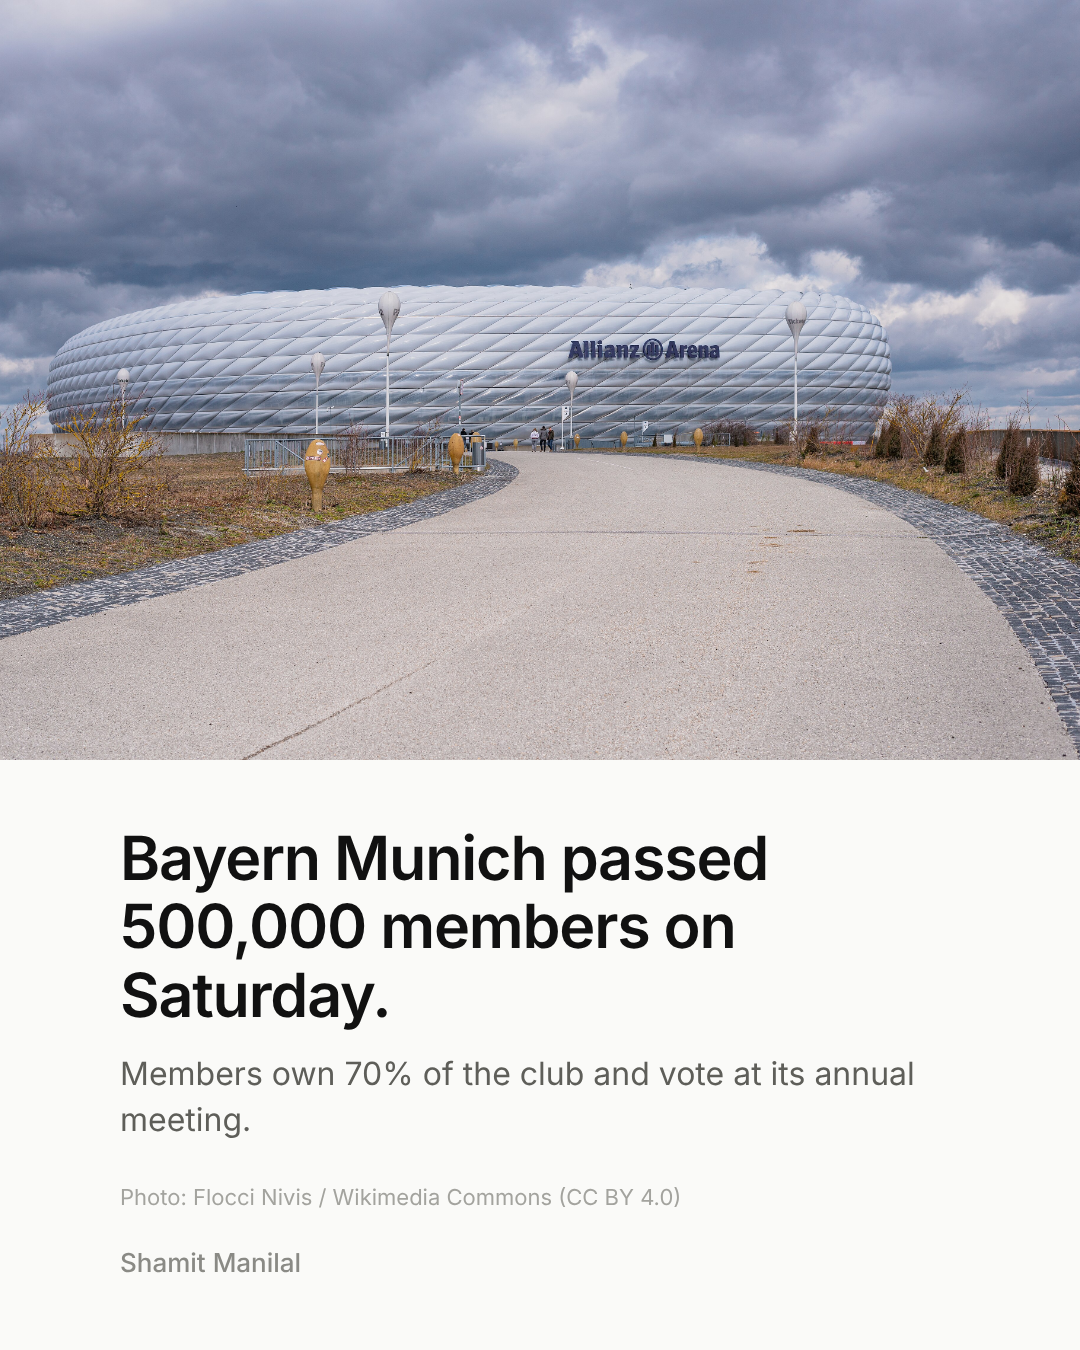 Allianz Arena
Bayern Munich passed
500,000 members on
Saturday.
Members own 70% of the club and vote at its annual
meeting.
Photo: Flocci Nivis / Wikimedia Commons (CC BY 4.0)
Shamit Manilal